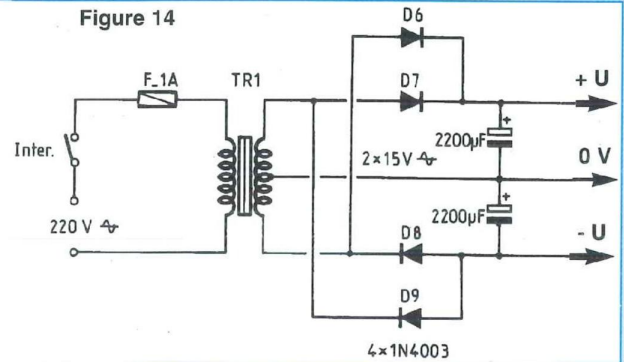 Figure 14
D6
F_1A
TR1
D7
+ U
Inter.
2200µF
+
2×15V
0 V
+
2200µF
220 V
D8
- U
D9
4×1N4003